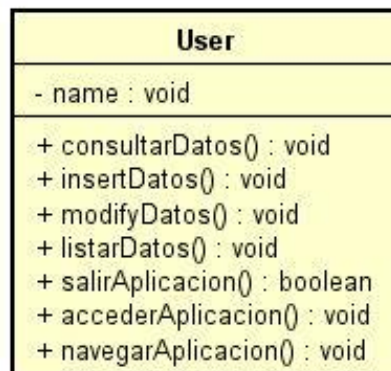 User
- name : void
+ consultarDatos() : void
+ insertDatos() : void
+ modifyDatos() : void
+ listarDatos() : void
+ salirAplicacion() : boolean
+ accederAplicacion() : void
+ navegarAplicacion() : void